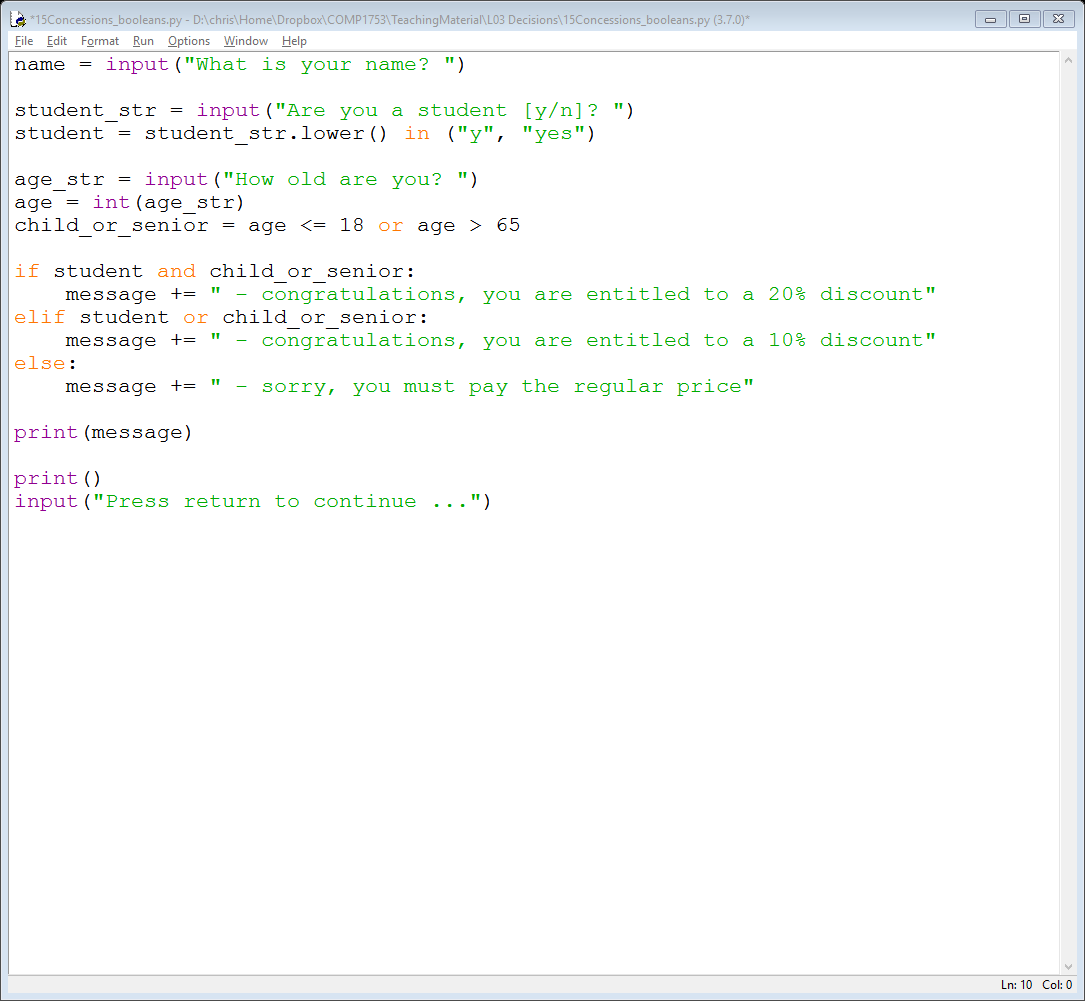 *15Concessions_booleans.py - D:\chris\Home\Dropbox\COMP1753\TeachingMaterial\L03 Decisions\15Concessions_booleans.py (3.7.0)*
File Edit Format Run Options Window Help
name = input("What is your name? ")

student_str = input("Are you a student [y/n]? ")
student = student_str.lower() in ("y", "yes")

age_str = input("How old are you? ")
age = int(age_str)
child_or_senior = age <= 18 or age > 65

if student and child_or_senior:
    message += " - congratulations, you are entitled to a 20% discount"
elif student or child_or_senior:
    message += " - congratulations, you are entitled to a 10% discount"
else:
    message += " - sorry, you must pay the regular price"

print(message)

print()
input("Press return to continue ...")
Ln: 10 Col: 0